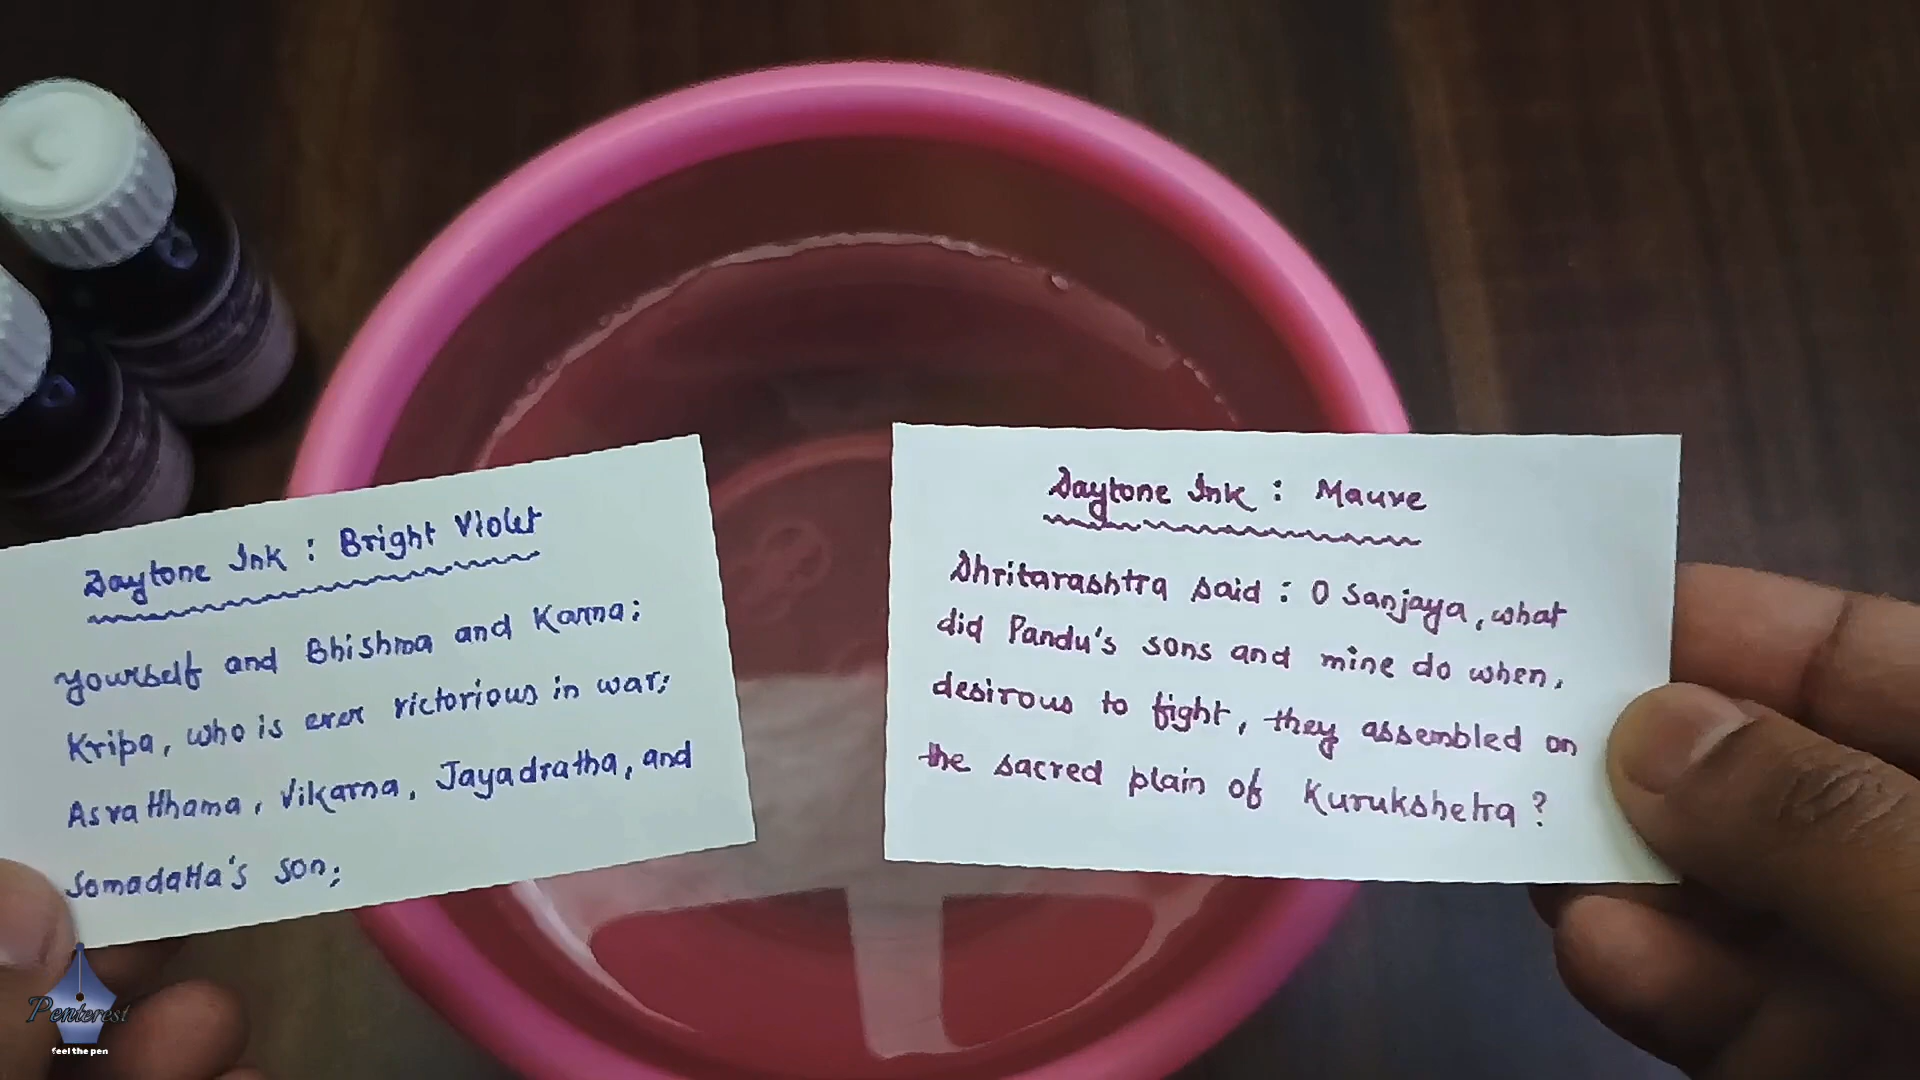 Daytone Ink : Bright Violet
yourself and Bhishma and Karna;
Kripa, who is ever victorious in war;
Asvatthama, Vikarna, Jayadratha, and
Somadatta's son;
Daytone Ink : Mauve
Dhritarashtra said : O Sanjaya, what
did Pandu's sons and mine do when,
desirous to fight, they assembled on
the sacred plain of Kurukshetra ?
Penterest
feel the pen